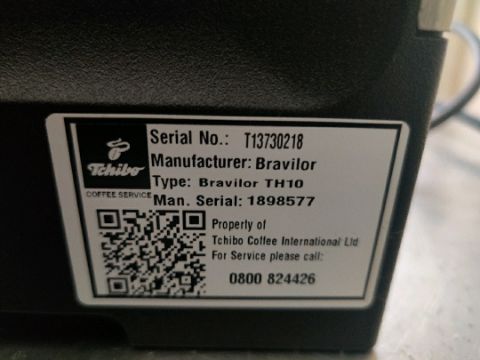 Serial No.: T13730218
Tchibo
Manufacturer: Bravilor
Type: Bravilor TH10
COFFEE SERVICE
Man. Serial: 1898577
Property of
Tchibo Coffee International Ltd
For Service please call:
0800 824426